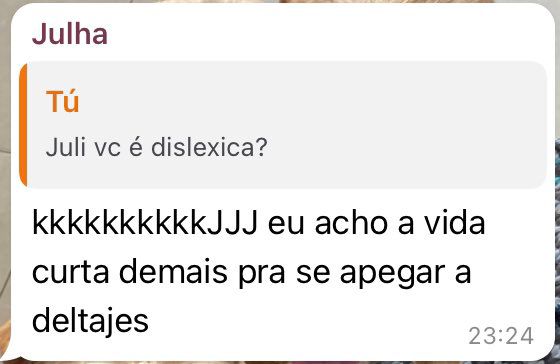 Julha
Tú
Juli vc é dislexica?
kkkkkkkkkkJJJ eu acho a vida
curta demais pra se apegar a
deltajes
23:24